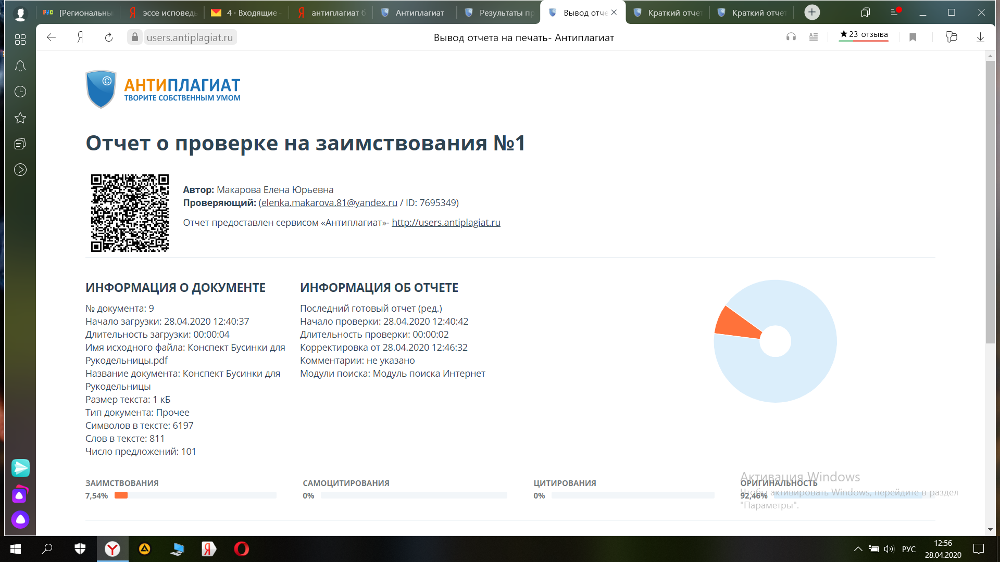 [Региональны
эссе исповедь
4 · Входящие -
антиплагиат б
Антиплагиат
Результаты пр
Вывод отче
Краткий отчет
Краткий отчет
users.antiplagiat.ru
Вывод отчета на печать- Антиплагиат
★23 отзыва
АНТИПЛАГИАТ
ТВОРИТЕ СОБСТВЕННЫМ УМОМ
Отчет о проверке на заимствования №1
Автор: Макарова Елена Юрьевна
Проверяющий: (elenka.makarova.81@yandex.ru / ID: 7695349)
Отчет предоставлен сервисом «Антиплагиат»- http://users.antiplagiat.ru
ИНФОРМАЦИЯ О ДОКУМЕНТЕ
№ документа: 9
Начало загрузки: 28.04.2020 12:40:37
Длительность загрузки: 00:00:04
Имя исходного файла: Конспект Бусинки для
Рукодельницы.pdf
Название документа: Конспект Бусинки для
Рукодельницы
Размер текста: 1 кБ
Тип документа: Прочее
Символов в тексте: 6197
Слов в тексте: 811
Число предложений: 101
ИНФОРМАЦИЯ ОБ ОТЧЕТЕ
Последний готовый отчет (ред.)
Начало проверки: 28.04.2020 12:40:42
Длительность проверки: 00:00:02
Корректировка от 28.04.2020 12:46:32
Комментарии: не указано
Модули поиска: Модуль поиска Интернет
ЗАИМСТВОВАНИЯ
7,54%
САМОЦИТИРОВАНИЯ
0%
ЦИТИРОВАНИЯ
0%
ОРИГИНАЛЬНОСТЬ
92,46%
Активация Windows
Чтобы активировать Windows, перейдите в раздел
"Параметры".
РУС
12:56
28.04.2020